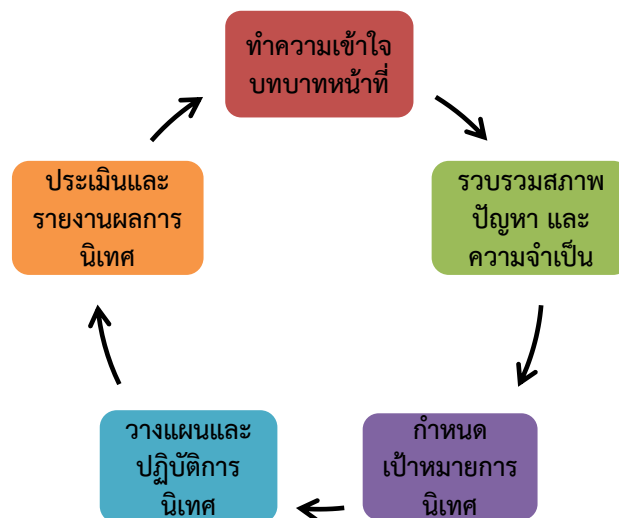 ทำความเข้าใจ
บทบาทหน้าที่
รวบรวมสภาพ
ปัญหา และ
ความจำเป็น
กำหนด
เป้าหมายการ
นิเทศ
วางแผนและ
ปฏิบัติการ
นิเทศ
ประเมินและ
รายงานผลการ
นิเทศ